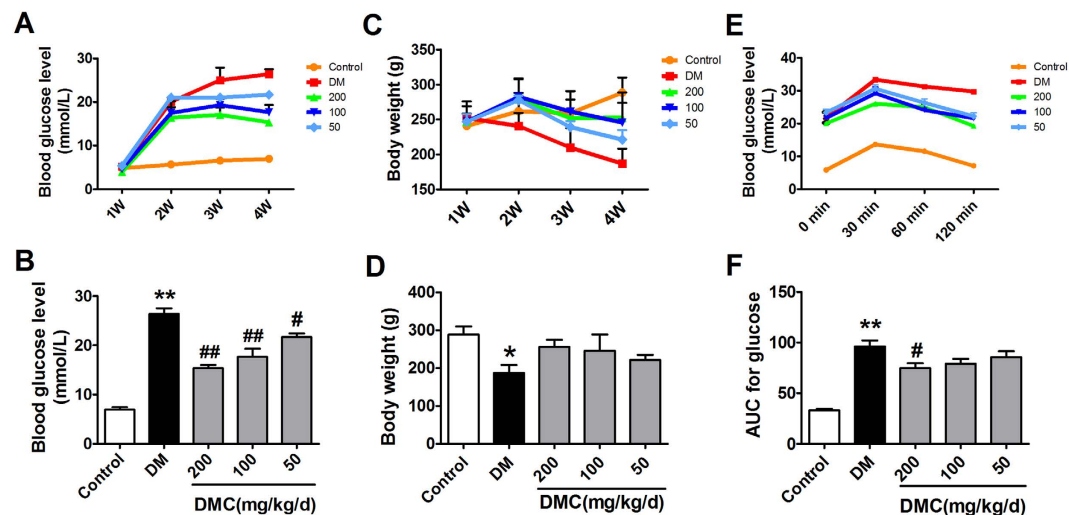 A
Blood glucose level
(mmol/L)
30
20
10
0
1W
2W
3W
4W
Control
DM
200
100
50
C
Body weight (g)
350
300
250
200
150
1W
2W
3W
4W
Control
DM
200
100
50
E
Blood glucose level
(mmol/L)
40
30
20
10
0
0 min
30 min
60 min
120 min
Control
DM
200
100
50
B
Blood glucose level
(mmol/L)
30
20
10
0
**
##
##
#
Control
DM
200
100
50
DMC(mg/kg/d)
D
Body weight (g)
400
300
200
100
0
*
Control
DM
200
100
50
DMC(mg/kg/d)
F
AUC for glucose
150
100
50
0
**
#
Control
DM
200
100
50
DMC(mg/kg/d)